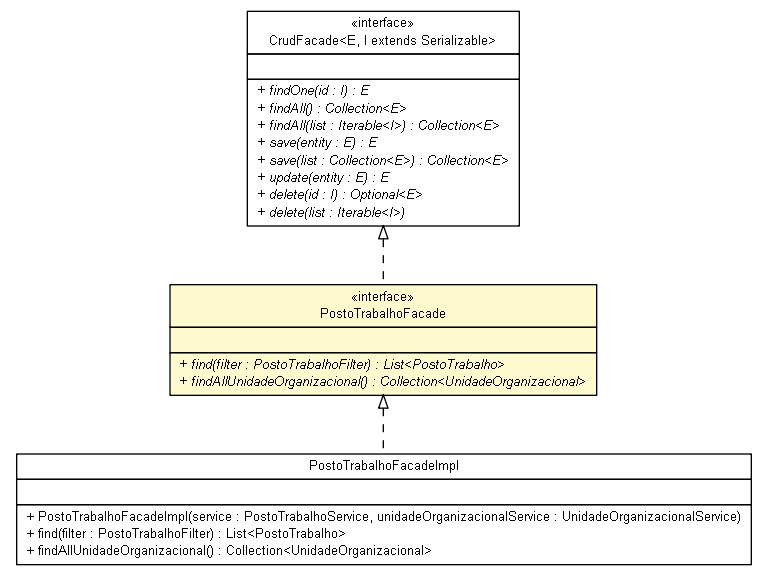 «interface»
CrudFacade<E, I extends Serializable>
+ findOne(id : I) : E
+ findAll() : Collection<E>
+ findAll(list : Iterable<I>) : Collection<E>
+ save(entity : E) : E
+ save(list : Collection<E>) : Collection<E>
+ update(entity : E) : E
+ delete(id : I) : Optional<E>
+ delete(list : Iterable<I>)
«interface»
PostoTrabalhoFacade
+ find(filter : PostoTrabalhoFilter) : List<PostoTrabalho>
+ findAllUnidadeOrganizacional() : Collection<UnidadeOrganizacional>
PostoTrabalhoFacadeImpl
+ PostoTrabalhoFacadeImpl(service : PostoTrabalhoService, unidadeOrganizacionalService : UnidadeOrganizacionalService)
+ find(filter : PostoTrabalhoFilter) : List<PostoTrabalho>
+ findAllUnidadeOrganizacional() : Collection<UnidadeOrganizacional>